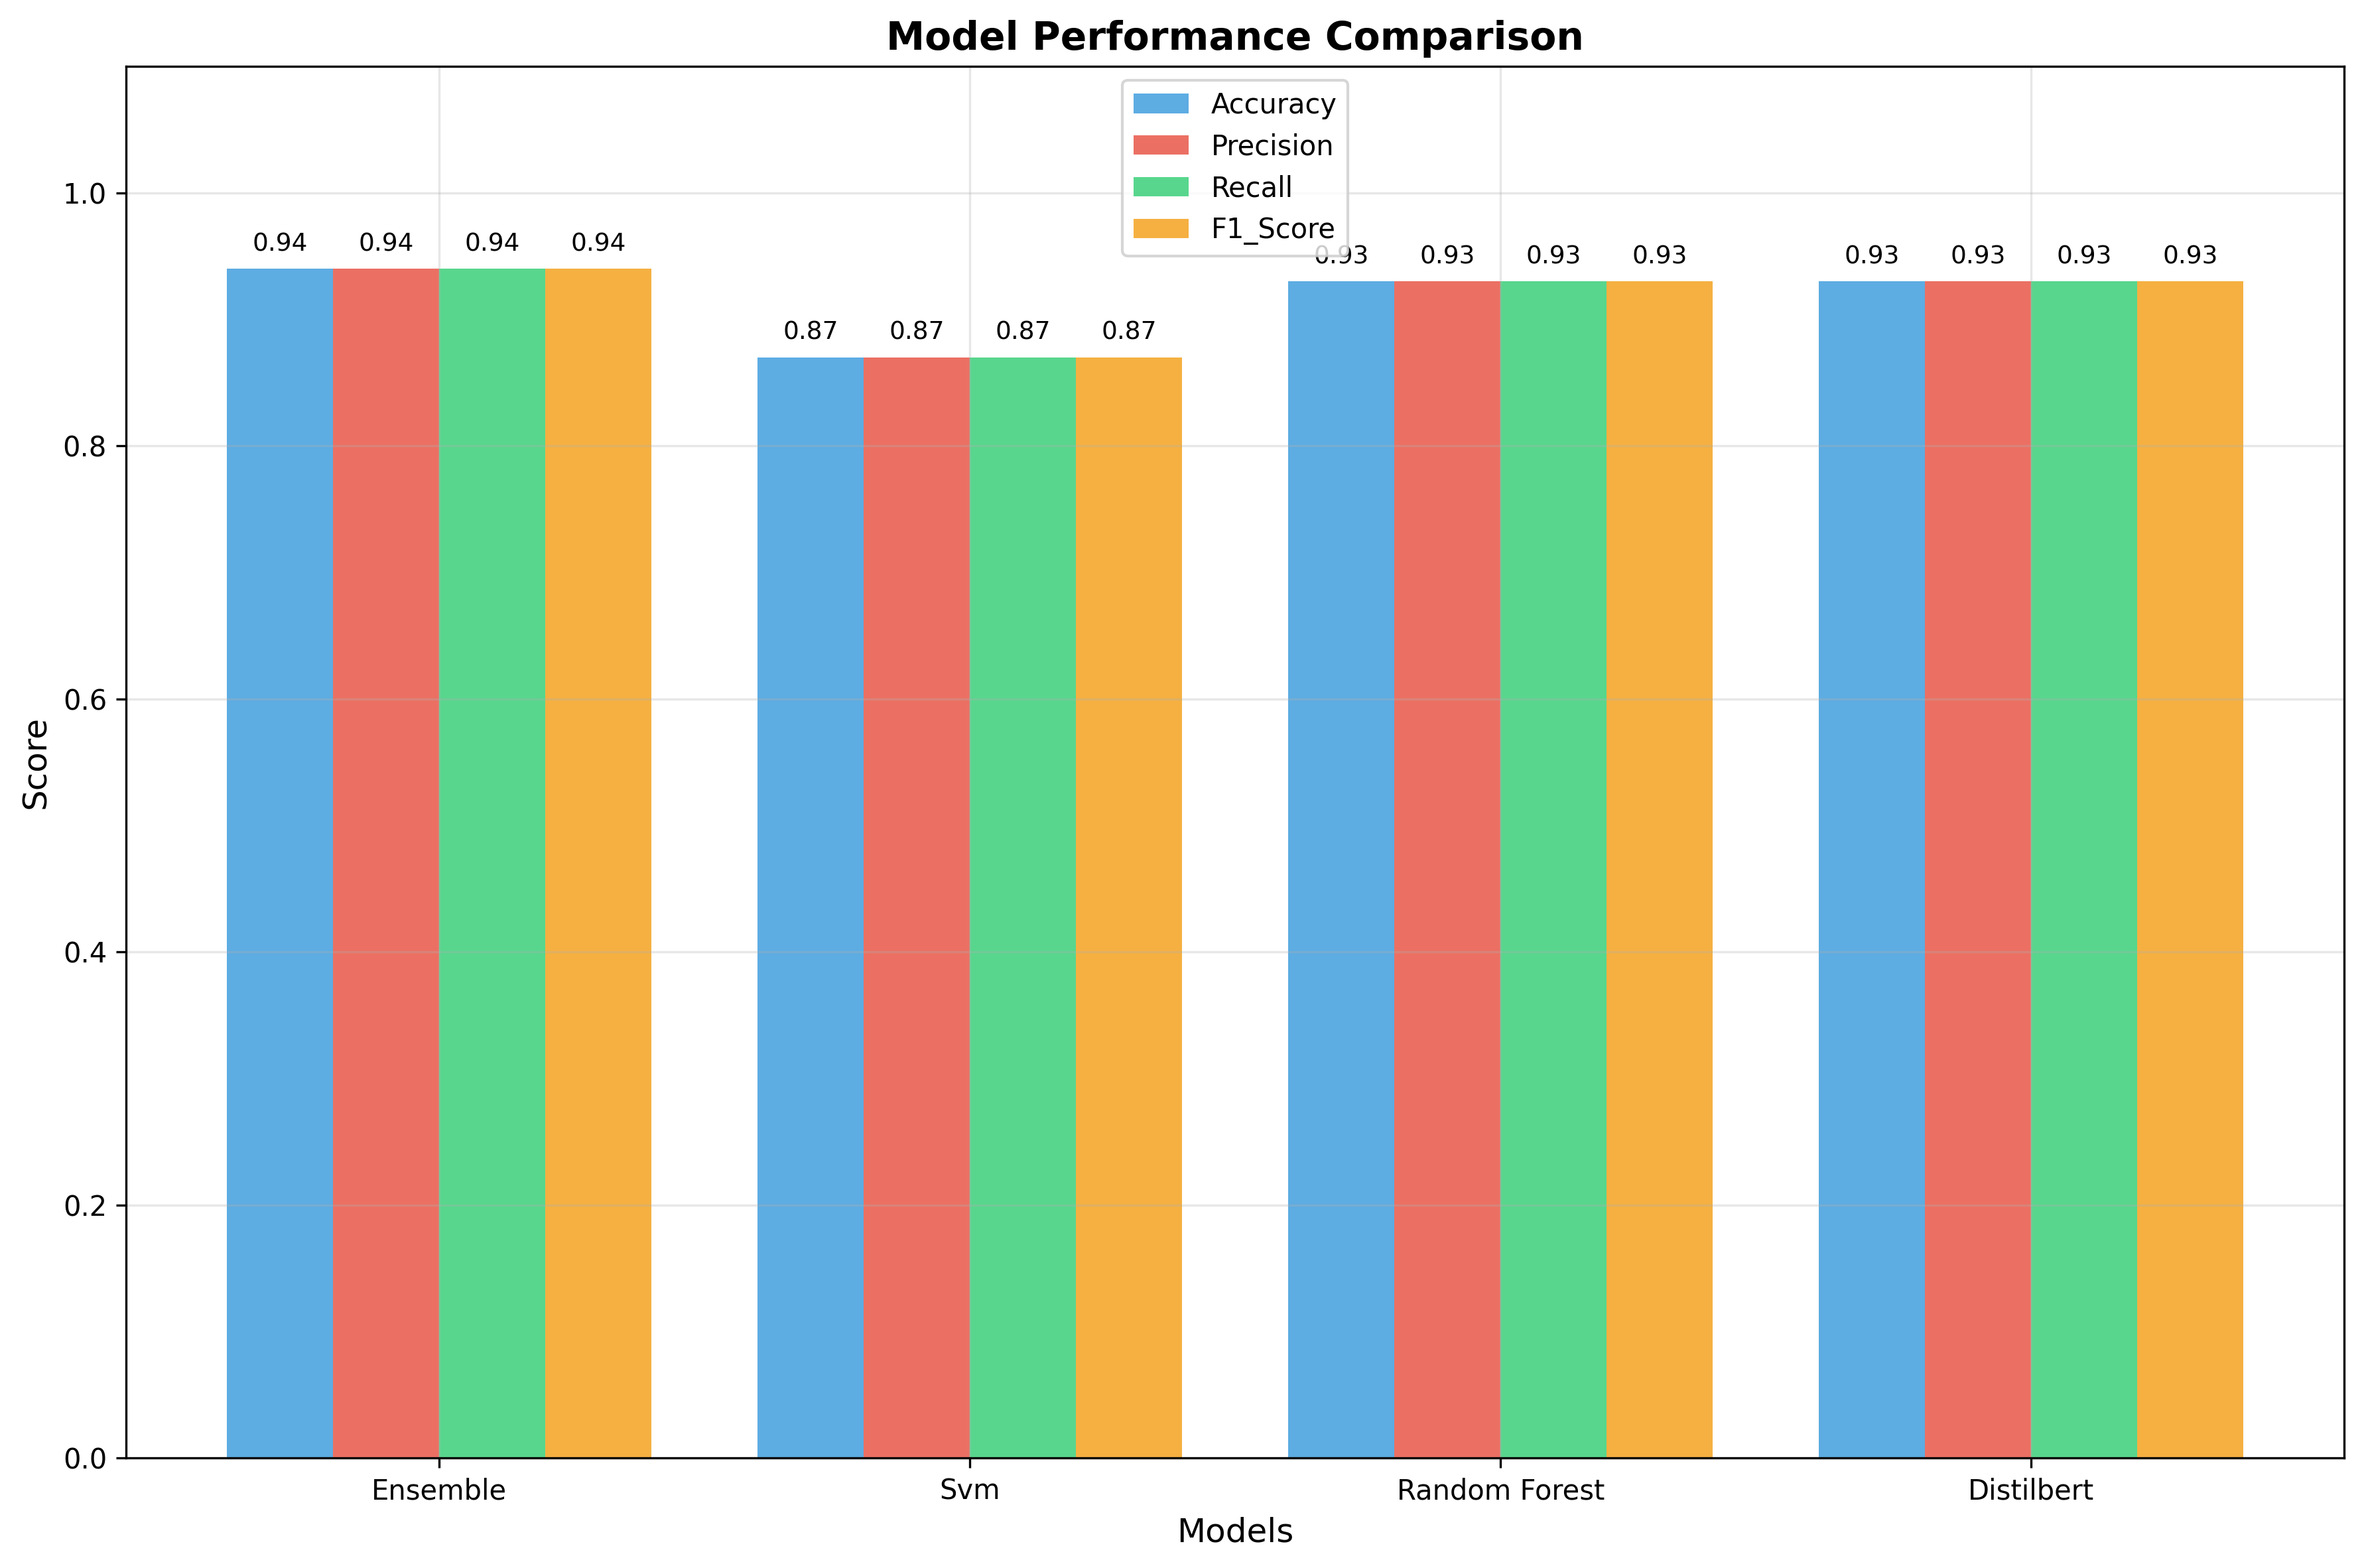 Model Performance Comparison
Accuracy
Precision
Recall
F1_Score
1.0
0.8
0.6
0.4
0.2
0.0
Score
0.94 0.94 0.94 0.94
0.87 0.87 0.87 0.87
0.93 0.93 0.93 0.93
0.93 0.93 0.93 0.93
Ensemble Svm Random Forest Distilbert
Models